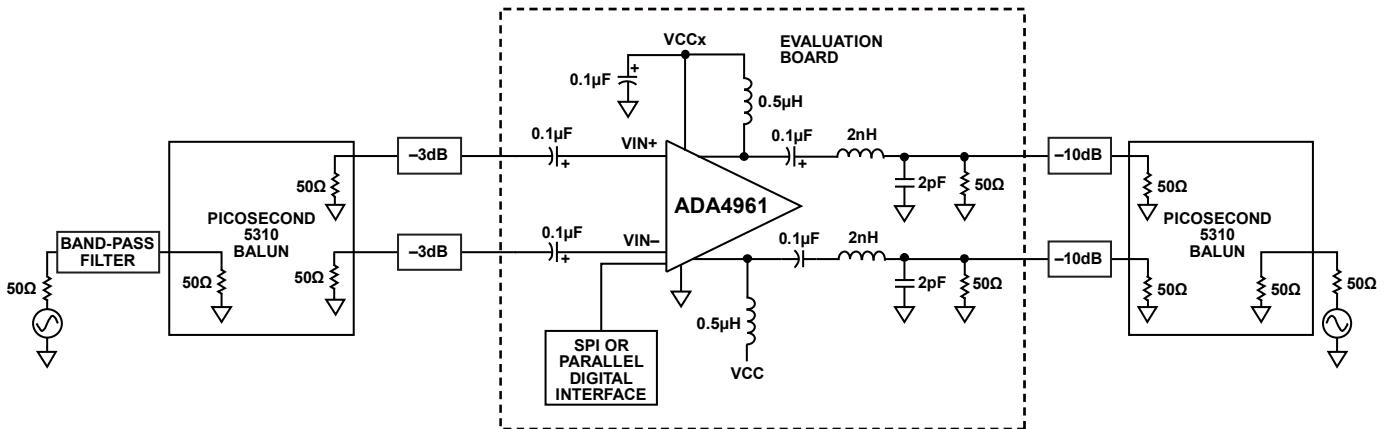 EVALUATION
BOARD
VCCx
0.1µF
+
0.5µH
0.1µF
+
VIN+
0.1µF
+
2nH
–3dB
–10dB
50Ω
2pF
50Ω
50Ω
ADA4961
PICOSECOND
5310
BALUN
PICOSECOND
5310
BALUN
BAND-PASS
FILTER
–3dB
0.1µF
+
VIN–
0.1µF
2nH
–10dB
50Ω
50Ω
50Ω
2pF
50Ω
50Ω
50Ω
50Ω
0.5µH
VCC
SPI OR
PARALLEL
DIGITAL
INTERFACE